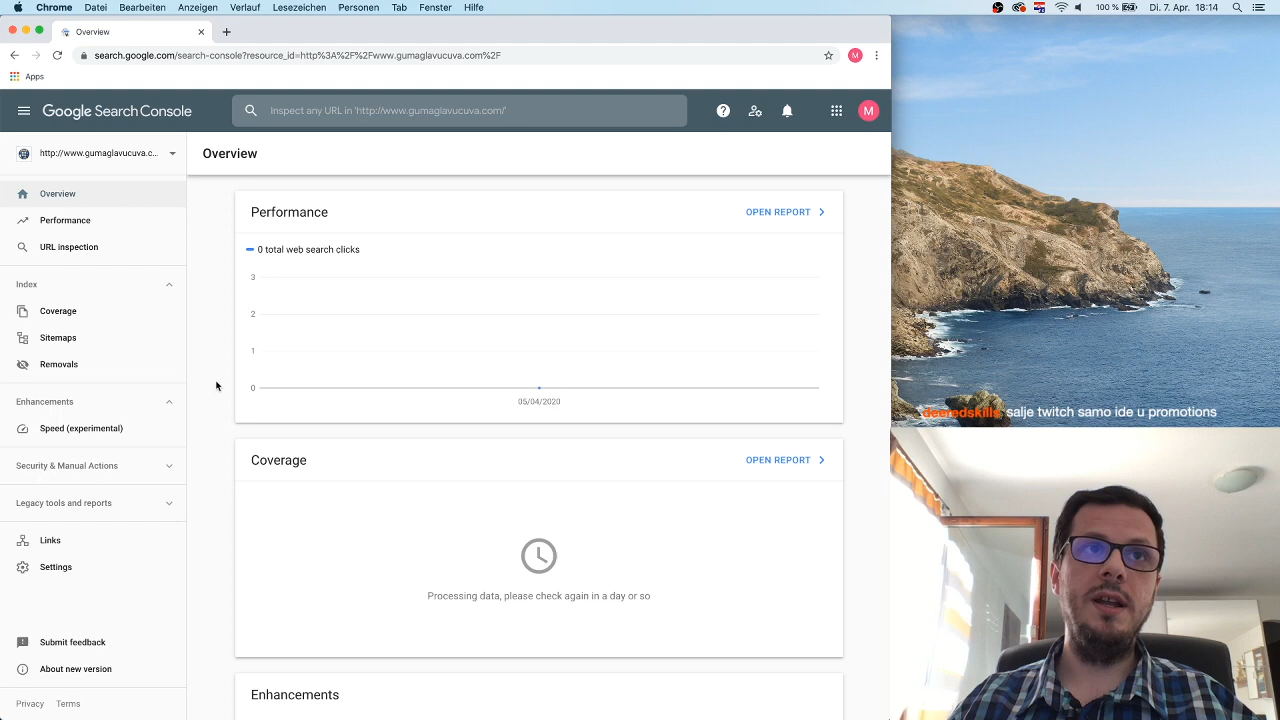 Chrome Datei Bearbeiten Anzeigen Verlauf Lesezeichen Personen Tab Fenster Hilfe 100 % Di. 7. Apr. 18:14
Overview
search.google.com/search-console?resource_id=http%3A%2F%2Fwww.gumaglavucuva.com%2F
M
Apps
Google Search Console
Inspect any URL in 'http://www.gumaglavucuva.com/'
M
http://www.gumaglavucuva.c...
Overview
Overview
Performance
URL inspection
Index
Coverage
Sitemaps
Removals
Enhancements
Speed (experimental)
Security & Manual Actions
Legacy tools and reports
Links
Settings
Submit feedback
About new version
Privacy Terms
Performance
OPEN REPORT
0 total web search clicks
3
2
1
0
05/04/2020
Coverage
OPEN REPORT
Processing data, please check again in a day or so
Enhancements
deeredskills salje twitch samo ide u promotions